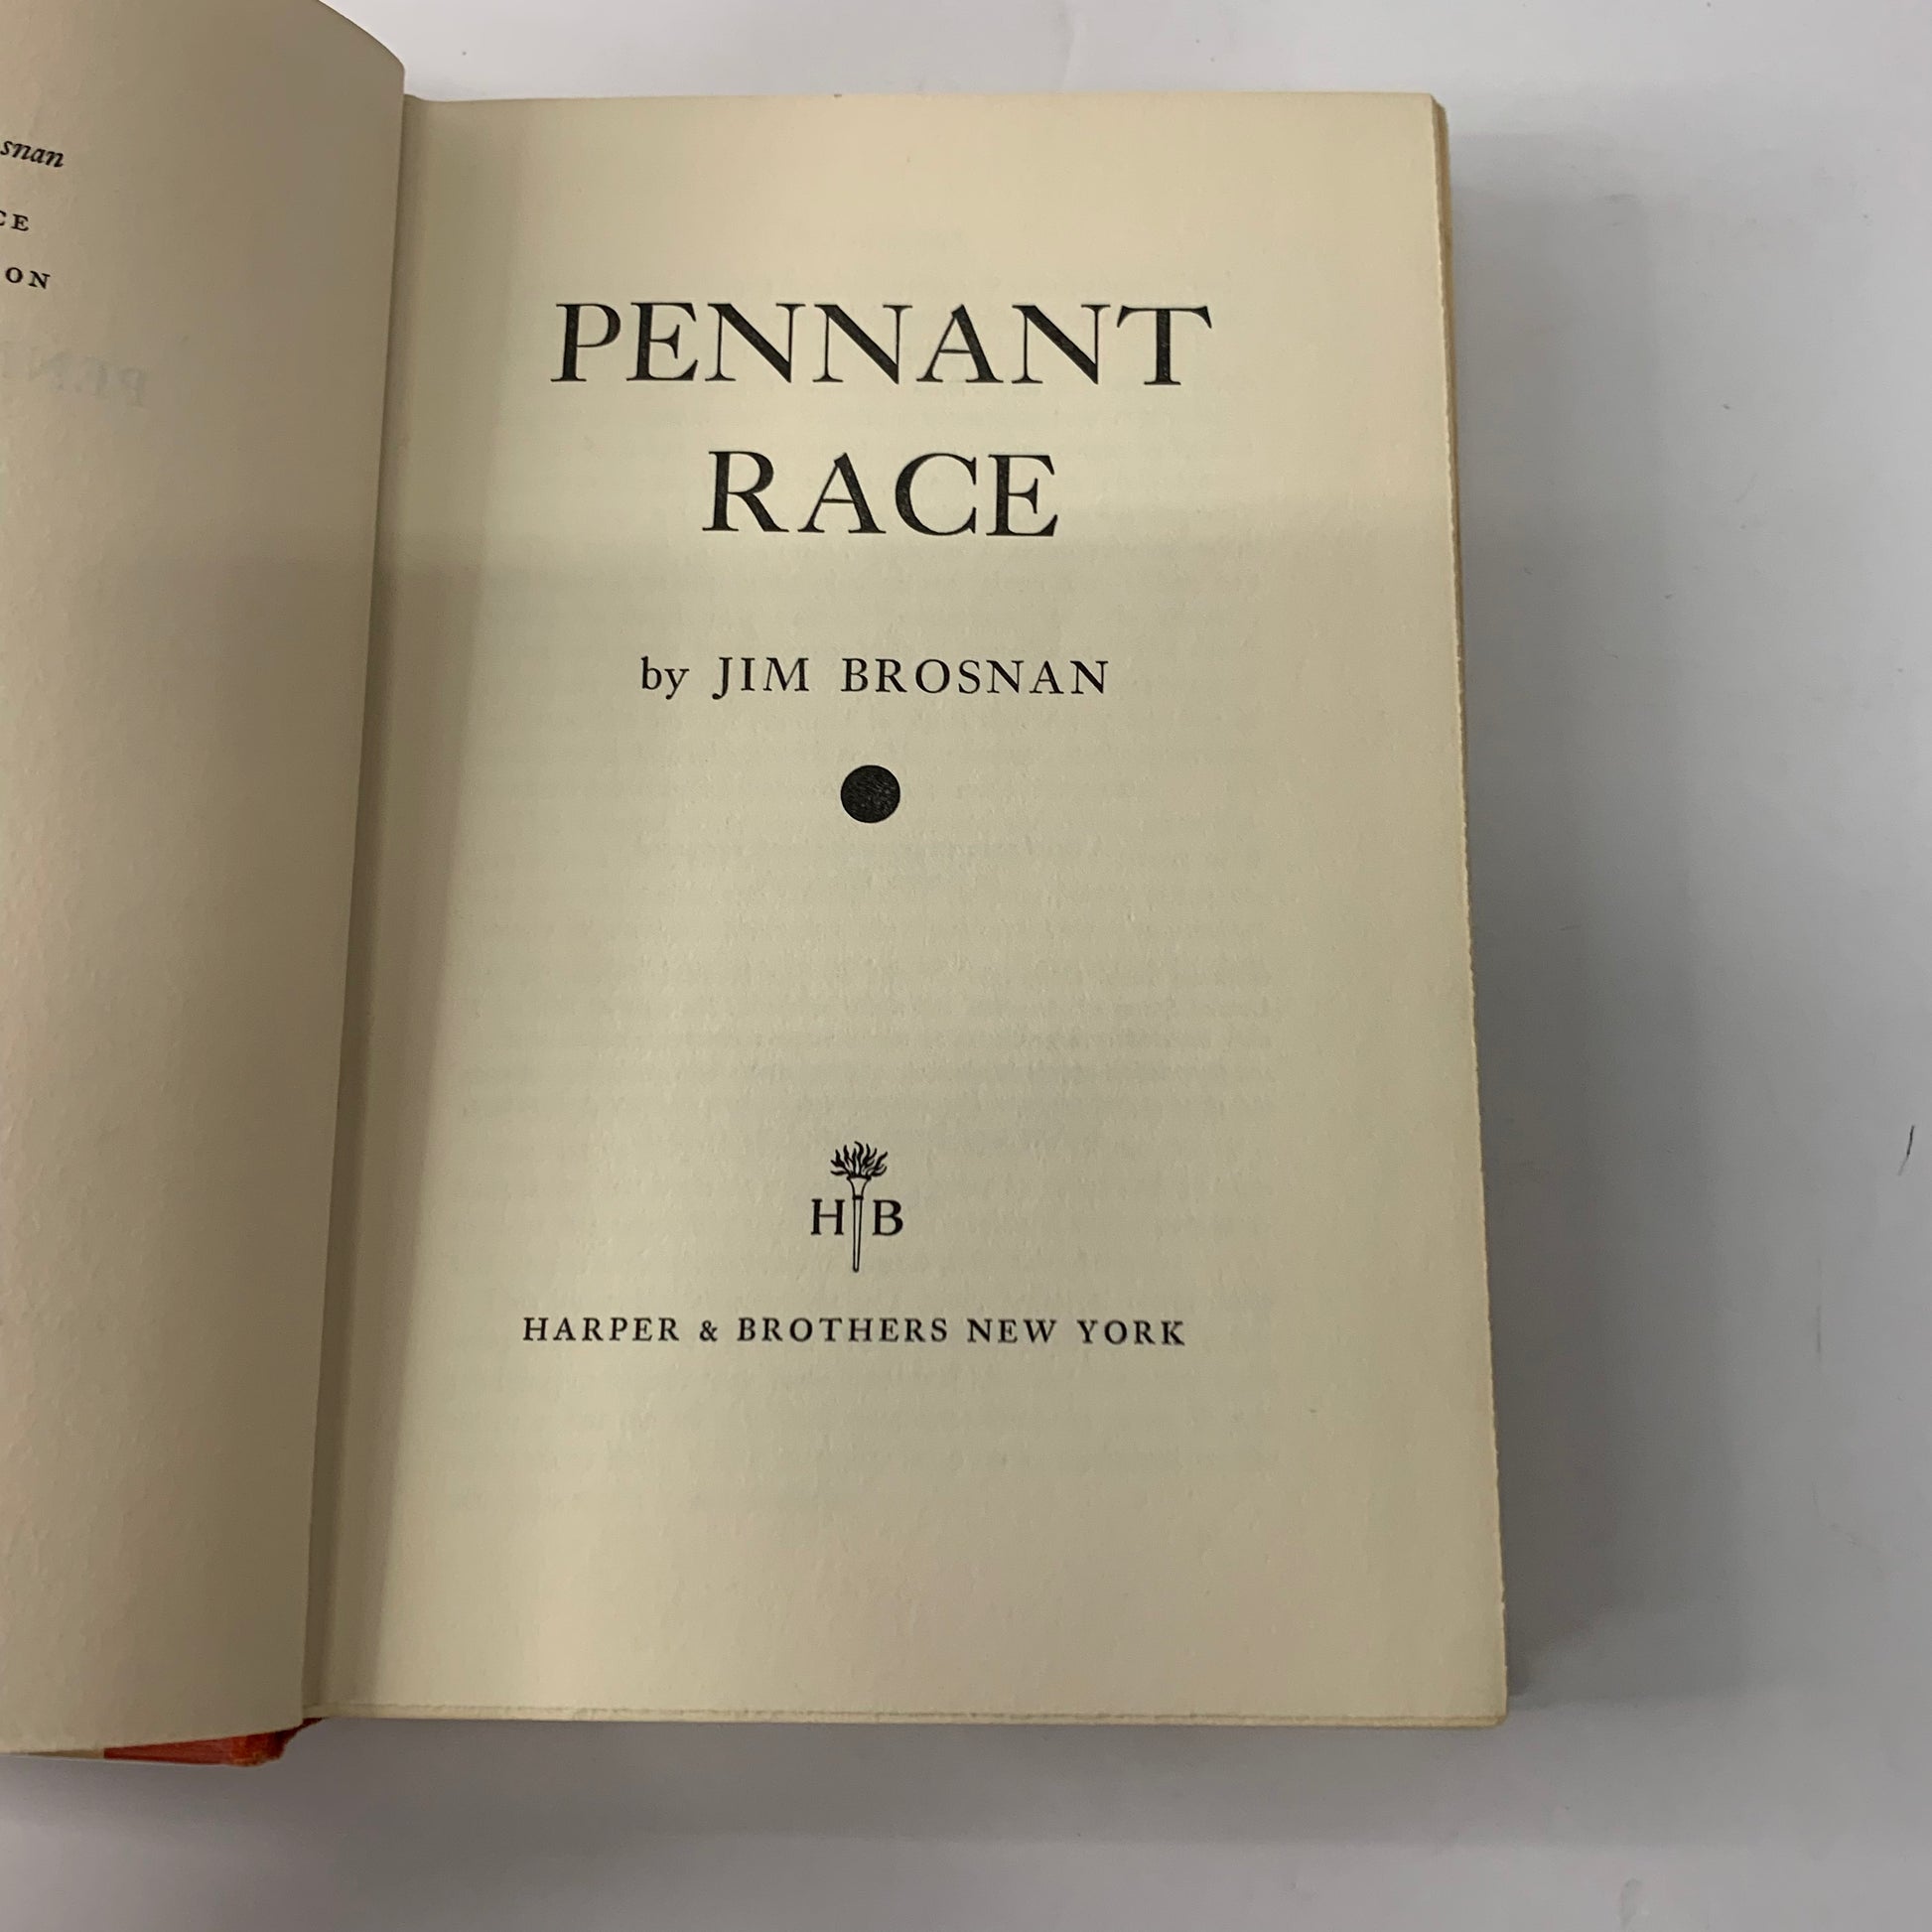 snan
CE
ON
PENNANT
RACE
by JIM BROSNAN
H B
HARPER & BROTHERS NEW YORK